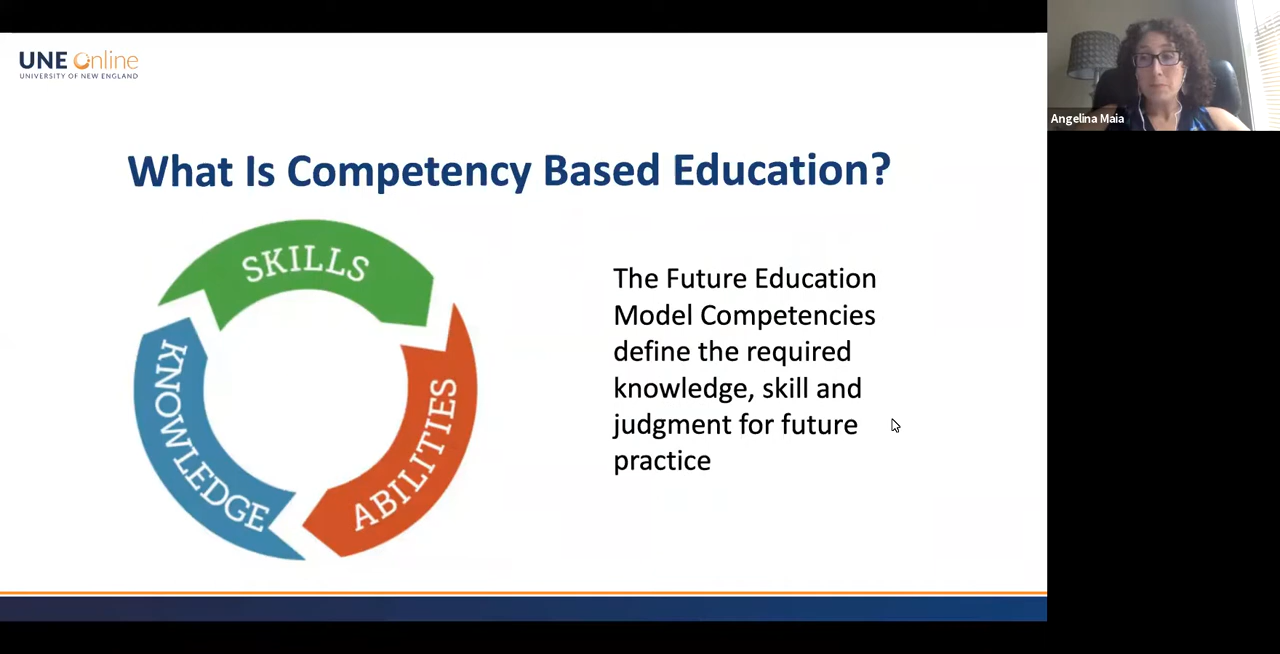 UNE Online
UNIVERSITY OF NEW ENGLAND
Angelina Maia
What Is Competency Based Education?
SKILLS
KNOWLEDGE
ABILITIES
The Future Education
Model Competencies
define the required
knowledge, skill and
judgment for future
practice